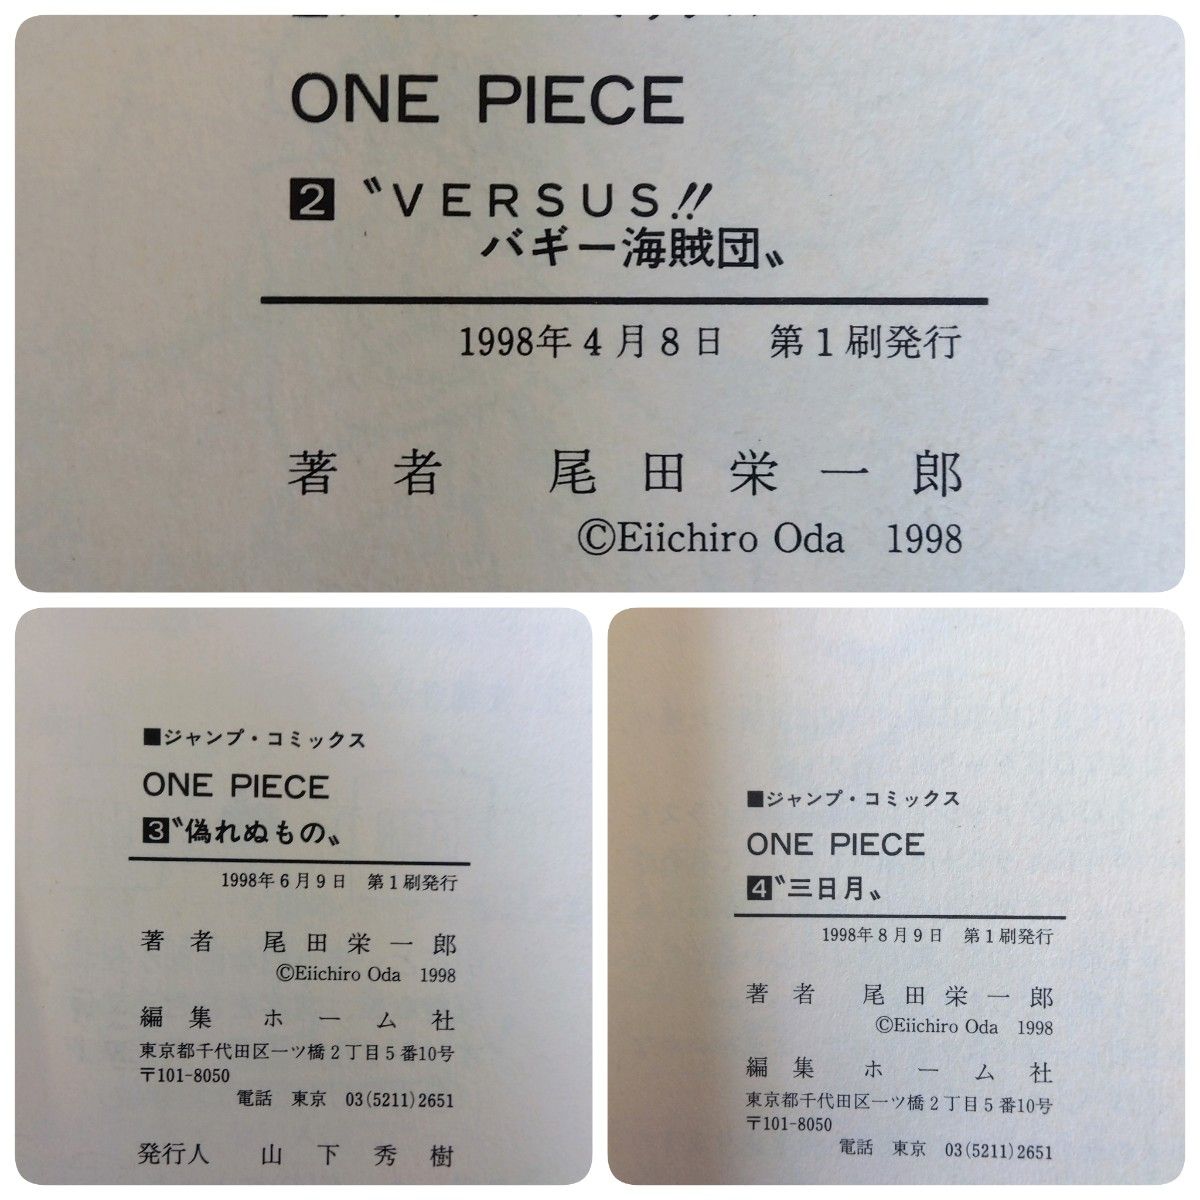 ONE PIECE
2 〝VERSUS!!
バギー海賊団〟
1998年4月8日 第1刷発行
著者 尾田栄一郎
©Eiichiro Oda 1998
■ジャンプ・コミックス
ONE PIECE
3〝偽れぬもの〟
1998年6月9日 第1刷発行
著者 尾田栄一郎
©Eiichiro Oda 1998
編集 ホーム社
東京都千代田区一ツ橋2丁目5番10号
〒101-8050
電話 東京 03(5211)2651
発行人 山下秀樹
■ジャンプ・コミックス
ONE PIECE
4〝三日月〟
1998年8月9日 第1刷発行
著者 尾田栄一郎
©Eiichiro Oda 1998
編集 ホーム社
東京都千代田区一ツ橋2丁目5番10号
〒101-8050
電話 東京 03(5211)2651